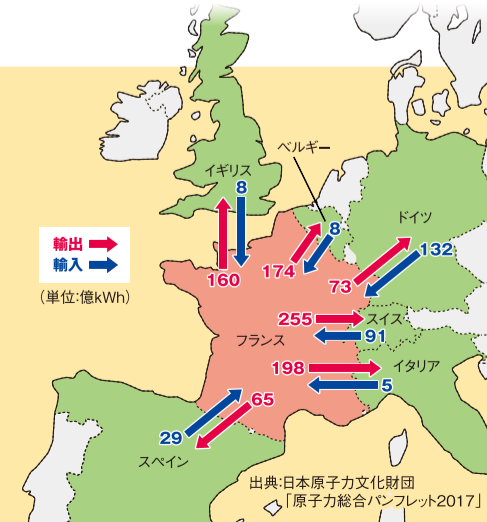 イギリス
8
ベルギー
ドイツ
8
132
輸出
輸入
(単位:億kWh)
160
174
73
255
スイス
フランス
91
198
イタリア
5
65
29
スペイン
出典:日本原子力文化財団
「原子力総合パンフレット2017」